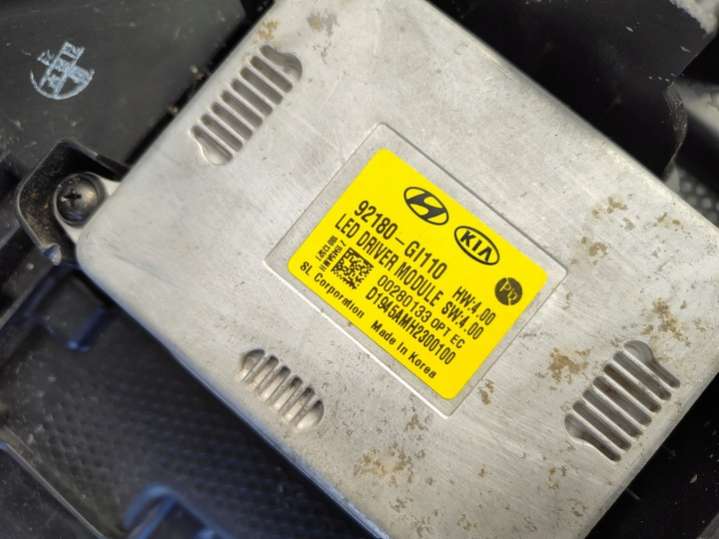 KIA
92180-GI110 HW:4.00
LED DRIVER MODULE SW:4.00
00280133 OPT EC
DT945AMH2300100
SL Corporation Made In Korea